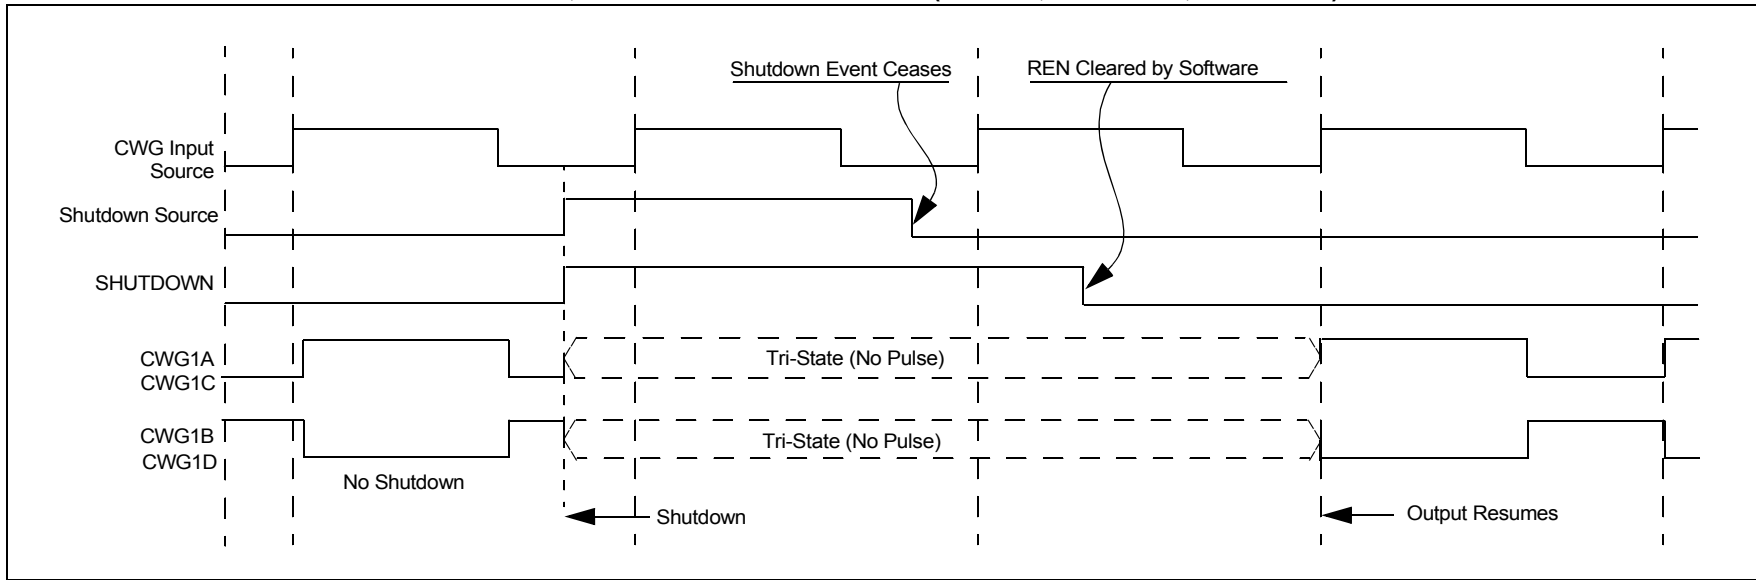 Shutdown Event Ceases
REN Cleared by Software
CWG Input
Source
Shutdown Source
SHUTDOWN
CWG1A
CWG1C
Tri-State (No Pulse)
CWG1B
CWG1D
Tri-State (No Pulse)
No Shutdown
Shutdown
Output Resumes